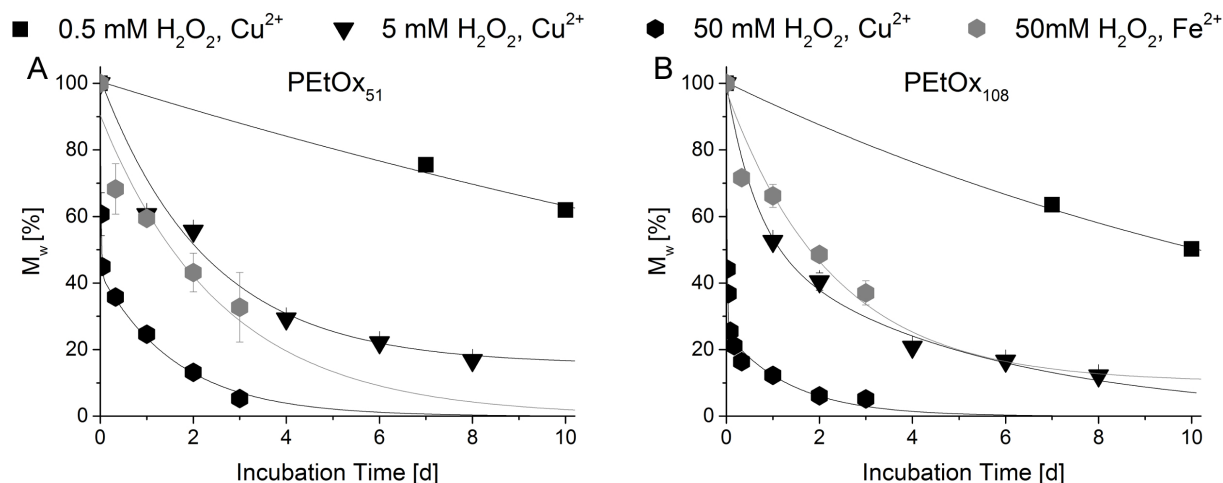 0.5 mM H₂O₂, Cu²⁺ 5 mM H₂O₂, Cu²⁺ 50 mM H₂O₂, Cu²⁺ 50mM H₂O₂, Fe²⁺
A
PEtOx₅₁
100
80
60
40
20
0
M_w [%]
0 2 4 6 8 10
Incubation Time [d]
B
PEtOx₁₀₈
100
80
60
40
20
0
M_w [%]
0 2 4 6 8 10
Incubation Time [d]